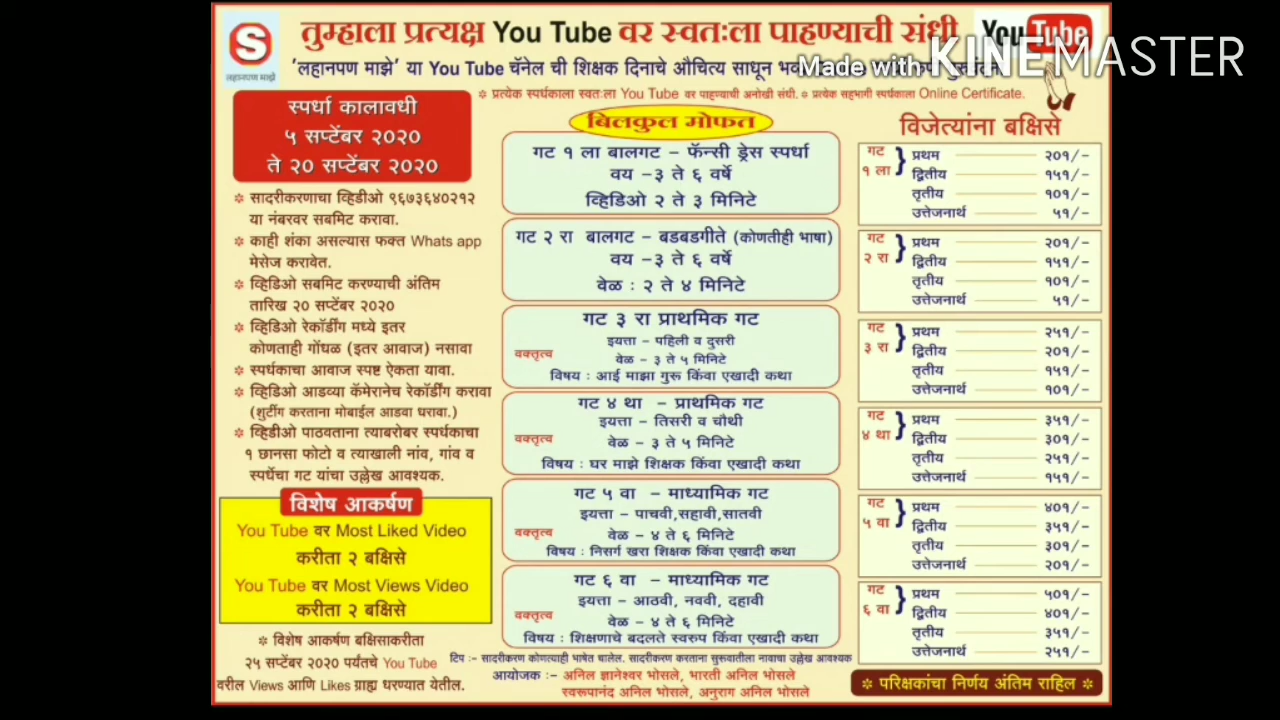 तुम्हाला प्रत्यक्ष You Tube वर स्वतःला पाहण्याची संधी
You Tube
Made with KINEMASTER
S
लहानपण माझे
'लहानपण माझे' या You Tube चॅनेल ची शिक्षक दिनाचे औचित्य साधून
✲ प्रत्येक स्पर्धकाला स्वतःला You Tube वर पाहण्याची अनोखी संधी. ✲ प्रत्येक सहभागी स्पर्धकाला Online Certificate.
स्पर्धा कालावधी
५ सप्टेंबर २०२०
ते २० सप्टेंबर २०२०
✲ सादरीकरणाचा व्हिडीओ ९६७३६४०२१२
या नंबरवर सबमिट करावा.
✲ काही शंका असल्यास फक्त Whats app
मेसेज करावेत.
✲ व्हिडिओ सबमिट करण्याची अंतिम
तारिख २० सप्टेंबर २०२०
✲ व्हिडिओ रेकॉर्डींग मध्ये इतर
कोणताही गोंधळ (इतर आवाज) नसावा
✲ स्पर्धकाचा आवाज स्पष्ट ऐकता यावा.
✲ व्हिडिओ आडव्या कॅमेरानेच रेकॉर्डींग करावा
(शुटींग करताना मोबाईल आडवा घरावा.)
✲ व्हिडीओ पाठवताना त्याबरोबर स्पर्धकाचा
१ छानसा फोटो व त्याखाली नांव, गांव व
स्पर्धेचा गट यांचा उल्लेख आवश्यक.
विशेष आकर्षण
You Tube वर Most Liked Video
करीता २ बक्षिसे
You Tube वर Most Views Video
करीता २ बक्षिसे
✲ विशेष आकर्षण बक्षिसाकरीता
२५ सप्टेंबर २०२० पर्यंतचे You Tube
वरील Views आणि Likes ग्राह्य धरण्यात येतील.
बिलकुल मोफत
गट १ ला बालगट – फॅन्सी ड्रेस स्पर्धा
वय –३ ते ६ वर्षे
व्हिडिओ २ ते ३ मिनिटे
गट २ रा बालगट – बडबडगीते (कोणतीही भाषा)
वय –३ ते ६ वर्षे
वेळ : २ ते ४ मिनिटे
गट ३ रा प्राथमिक गट
इयत्ता – पहिली व दुसरी
वक्तृत्व वेळ – ३ ते ५ मिनिटे
विषय : आई माझा गुरू किंवा एखादी कथा
गट ४ था – प्राथमिक गट
इयत्ता – तिसरी व चौथी
वक्तृत्व वेळ – ३ ते ५ मिनिटे
विषय : घर माझे शिक्षक किंवा एखादी कथा
गट ५ वा – माध्यामिक गट
इयत्ता – पाचवी,सहावी,सातवी
वक्तृत्व वेळ – ४ ते ६ मिनिटे
विषय : निसर्ग खरा शिक्षक किंवा एखादी कथा
गट ६ वा – माध्यामिक गट
इयत्ता – आठवी, नववी, दहावी
वक्तृत्व वेळ – ४ ते ६ मिनिटे
विषय : शिक्षणाचे बदलते स्वरुप किंवा एखादी कथा
टिप :- सादरीकरण कोणत्याही भाषेत चालेल. सादरीकरण करताना सुरूवातीला नावाचा उल्लेख आवश्यक
आयोजक :– अनिल ज्ञानेश्वर भोसले, भारती अनिल भोसले
स्वरूपानंद अनिल भोसले, अनुराग अनिल भोसले
विजेत्यांना बक्षिसे
गट १ ला
प्रथम २०१/-
द्वितीय १५१/-
तृतीय १०१/-
उत्तेजनार्थ ५१/-
गट २ रा
प्रथम २०१/-
द्वितीय १५१/-
तृतीय १०१/-
उत्तेजनार्थ ५१/-
गट ३ रा
प्रथम २५१/-
द्वितीय २०१/-
तृतीय १५१/-
उत्तेजनार्थ १०१/-
गट ४ था
प्रथम ३५१/-
द्वितीय ३०१/-
तृतीय २५१/-
उत्तेजनार्थ १५१/-
गट ५ वा
प्रथम ४०१/-
द्वितीय ३५१/-
तृतीय ३०१/-
उत्तेजनार्थ २०१/-
गट ६ वा
प्रथम ५०१/-
द्वितीय ४०१/-
तृतीय ३५१/-
उत्तेजनार्थ २५१/-
✲ परिक्षकांचा निर्णय अंतिम राहिल ✲